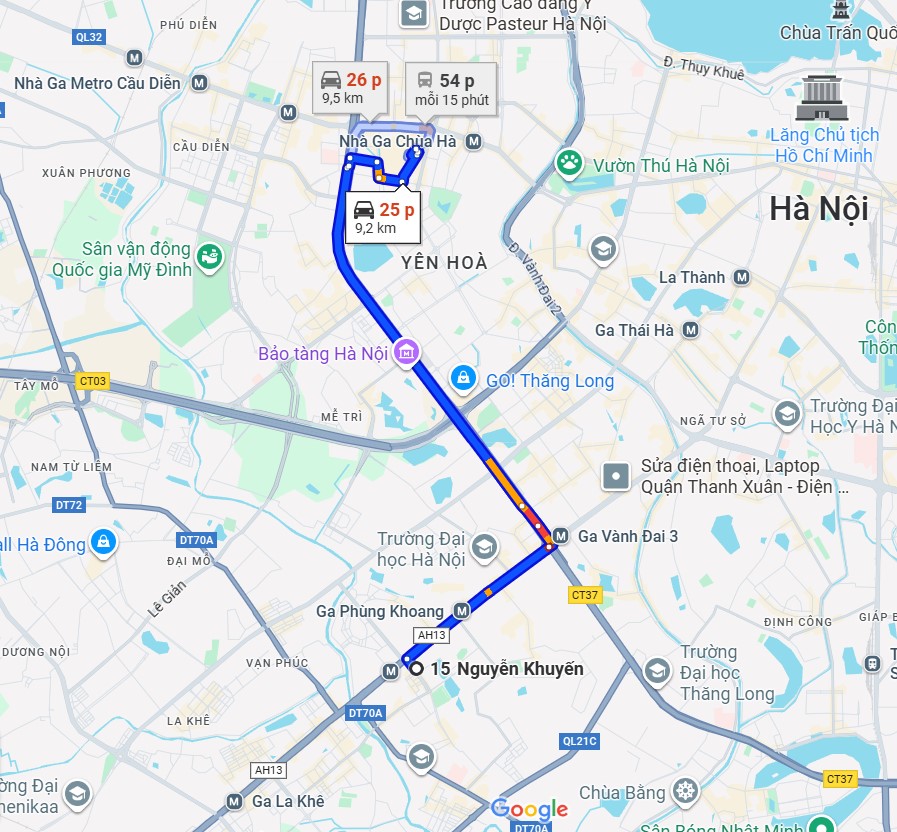 Trường Cao đẳng Y
Dược Pasteur Hà Nội
PHÚ DIỄN
QL32
Chùa Trấn Quố
Đ. Thụy Khuê
Nhà Ga Metro Cầu Diễn
26 p
9,5 km
54 p
mỗi 15 phút
Lăng Chủ tịch
Hồ Chí Minh
CẦU DIỄN
Nhà Ga Chùa Hà
Vườn Thú Hà Nội
XUÂN PHƯƠNG
25 p
9,2 km
Hà Nội
Sân vận động
Quốc gia Mỹ Đình
YÊN HOÀ
Đ. Vành Đai 2
La Thành
Ga Thái Hà
Côn
Thốn
Bảo tàng Hà Nội
GO! Thăng Long
TÂY MỖ
CT03
MỄ TRÌ
NGÃ TƯ SỞ
Trường Đại
Học Y Hà N
NAM TỪ LIÊM
Sửa điện thoại, Laptop
Quận Thanh Xuân - Điện ...
DT72
DT70A
all Hà Đông
Trường Đại
học Hà Nội
Ga Vành Đai 3
ĐẠI MỖ
Lê Giản
CT37
Ga Phùng Khoang
AH13
ĐỊNH CÔNG
GIÁP B
DƯƠNG NỘI
VẠN PHÚC
15 Nguyễn Khuyến
Trường
Đại học
Thăng Long
T
S
DT70A
LA KHÊ
QL21C
AH13
CT37
ờng Đại
henikaa
Ga La Khê
Chùa Bằng
Google
DT70A
Sân Bóng Nhật Minh